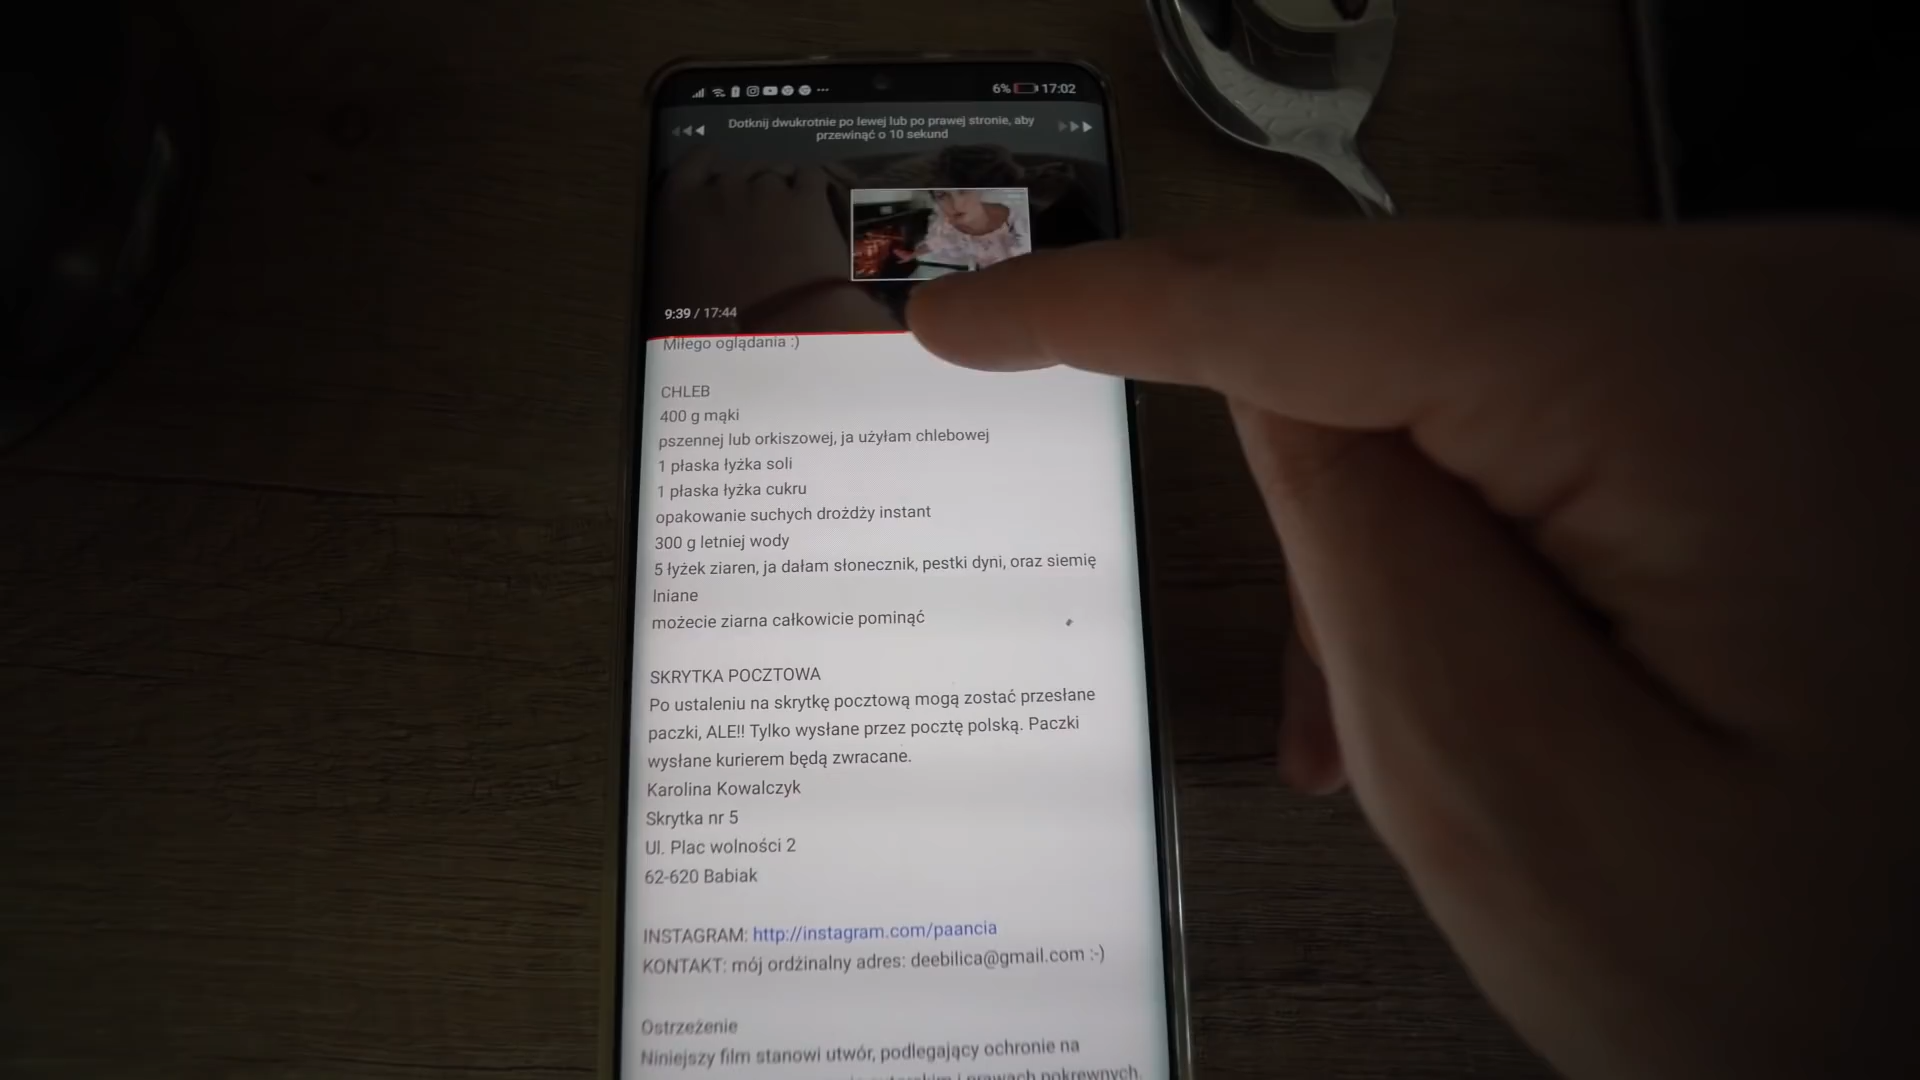 6% 17:02
Dotknij dwukrotnie po lewej lub po prawej stronie, aby
przewinąć o 10 sekund
9:39 / 17:44
Miłego oglądania :)
CHLEB
400 g mąki
pszennej lub orkiszowej, ja użyłam chlebowej
1 płaska łyżka soli
1 płaska łyżka cukru
opakowanie suchych drożdży instant
300 g letniej wody
5 łyżek ziaren, ja dałam słonecznik, pestki dyni, oraz siemię
lniane
możecie ziarna całkowicie pominąć
SKRYTKA POCZTOWA
Po ustaleniu na skrytkę pocztową mogą zostać przesłane
paczki, ALE!! Tylko wysłane przez pocztę polską. Paczki
wysłane kurierem będą zwracane.
Karolina Kowalczyk
Skrytka nr 5
Ul. Plac wolności 2
62-620 Babiak
INSTAGRAM: http://instagram.com/paancia
KONTAKT: mój ordżinalny adres: deebilica@gmail.com :-)
Ostrzeżenie
Niniejszy film stanowi utwór, podlegający ochronie na
i prawach pokrewnych.